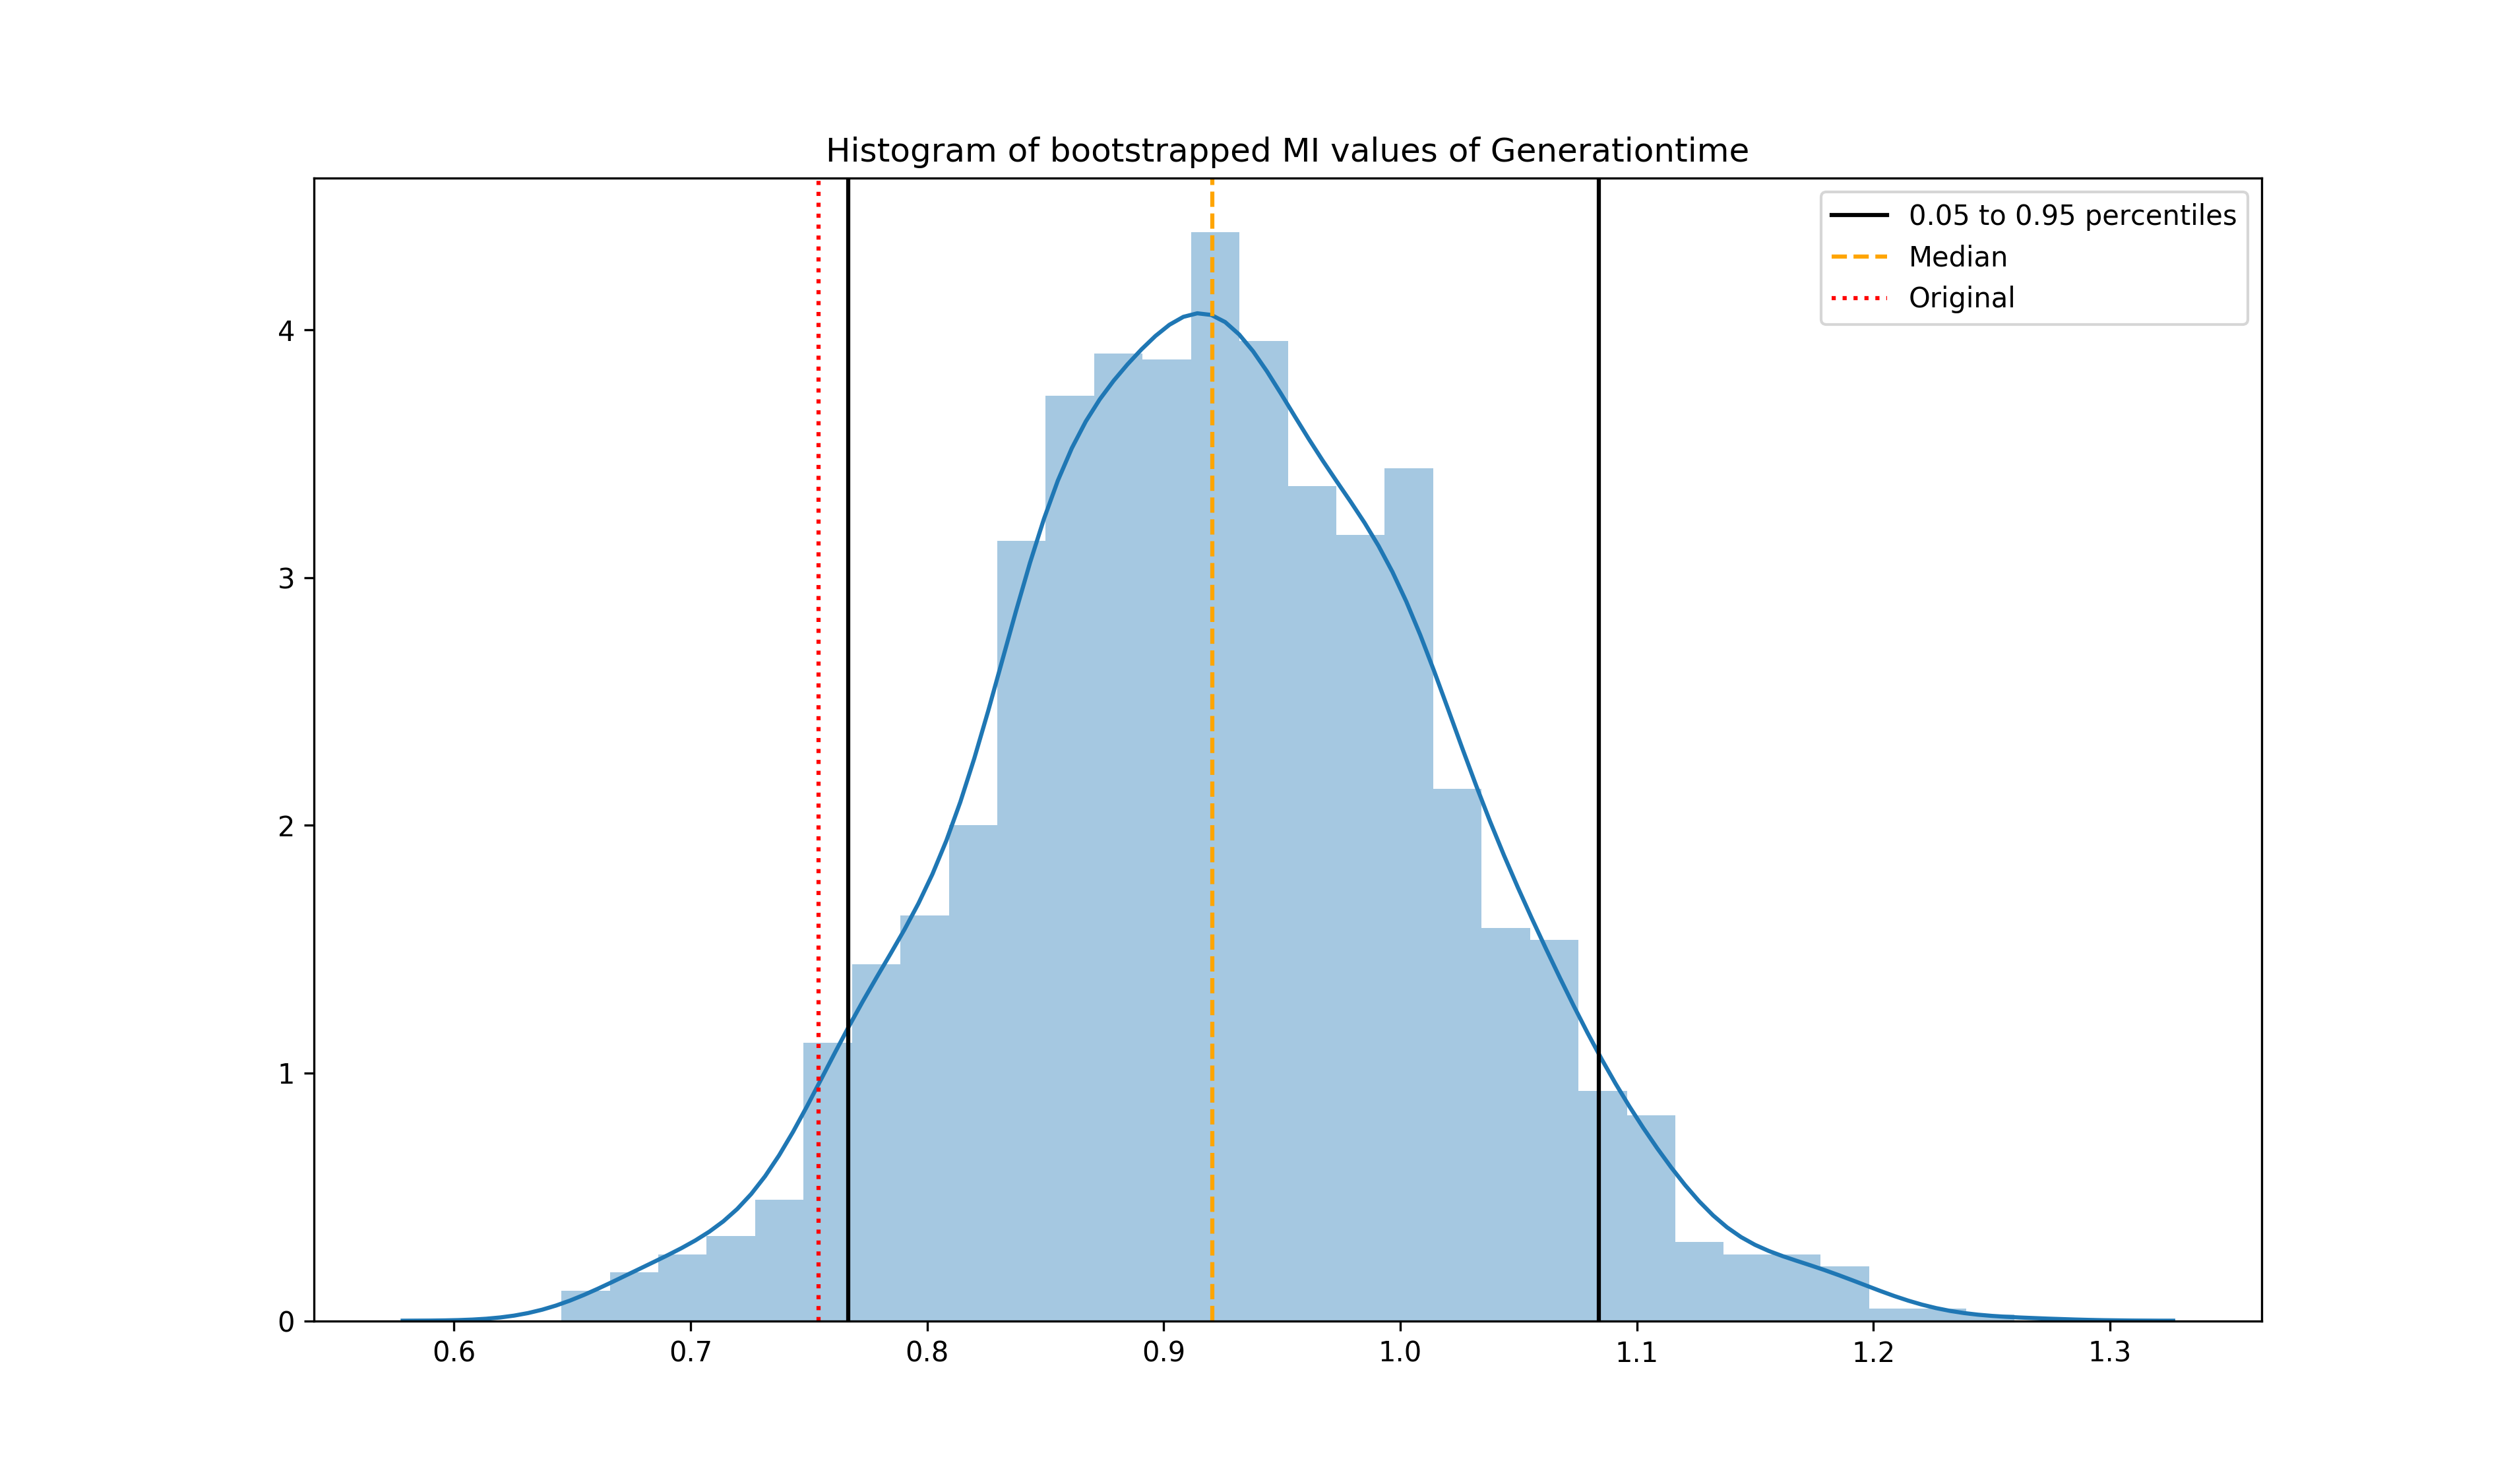 Histogram of bootstrapped MI values of Generationtime
0.05 to 0.95 percentiles
Median
Original
4
3
2
1
0
0.6 0.7 0.8 0.9 1.0 1.1 1.2 1.3